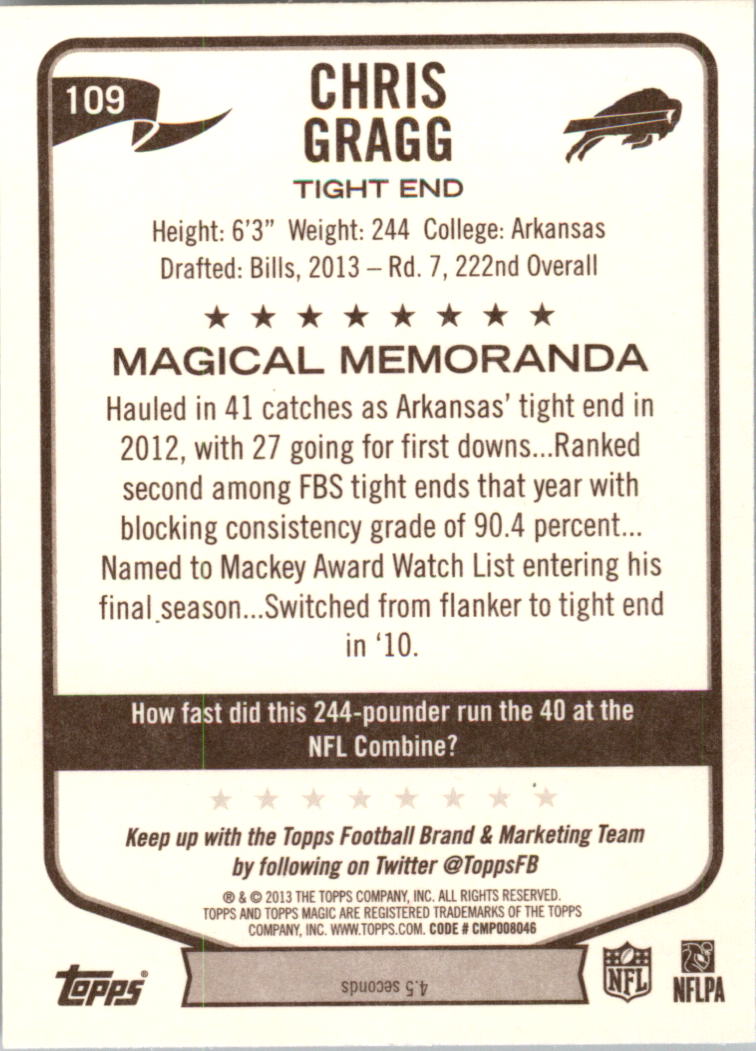 109
CHRIS
GRAGG
TIGHT END
Height: 6'3” Weight: 244 College: Arkansas
Drafted: Bills, 2013 – Rd. 7, 222nd Overall
MAGICAL MEMORANDA
Hauled in 41 catches as Arkansas’ tight end in
2012, with 27 going for first downs...Ranked
second among FBS tight ends that year with
blocking consistency grade of 90.4 percent...
Named to Mackey Award Watch List entering his
final season...Switched from flanker to tight end
in ‘10.
How fast did this 244-pounder run the 40 at the
NFL Combine?
Keep up with the Topps Football Brand & Marketing Team
by following on Twitter @ToppsFB
® & © 2013 THE TOPPS COMPANY, INC. ALL RIGHTS RESERVED.
TOPPS AND TOPPS MAGIC ARE REGISTERED TRADEMARKS OF THE TOPPS
COMPANY, INC. WWW.TOPPS.COM. CODE # CMP008046
topps®
4.5 seconds
NFL
NFLPA